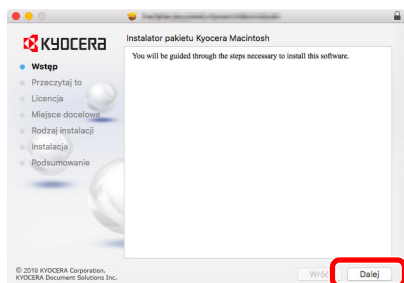 KYOCERA
Instalator pakietu Kyocera Macintosh
You will be guided through the steps necessary to install this software.
Wstęp
Przeczytaj to
Licencja
Miejsce docelowe
Rodzaj instalacji
Instalacja
Podsumowanie
© 2019 KYOCERA Corporation,
KYOCERA Document Solutions Inc.
Wróć
Dalej